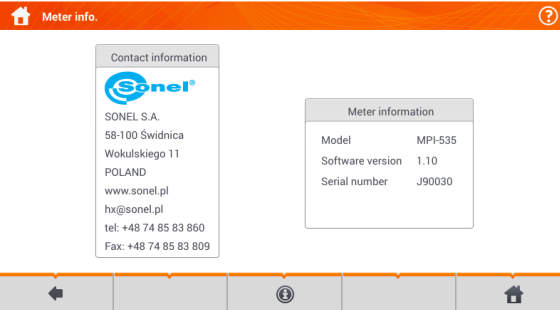 Meter info.
?
Contact information
Sonel®
SONEL S.A.
58-100 Świdnica
Wokulskiego 11
POLAND
www.sonel.pl
hx@sonel.pl
tel: +48 74 85 83 860
Fax: +48 74 85 83 809
Meter information
Model MPI-535
Software version 1.10
Serial number J90030